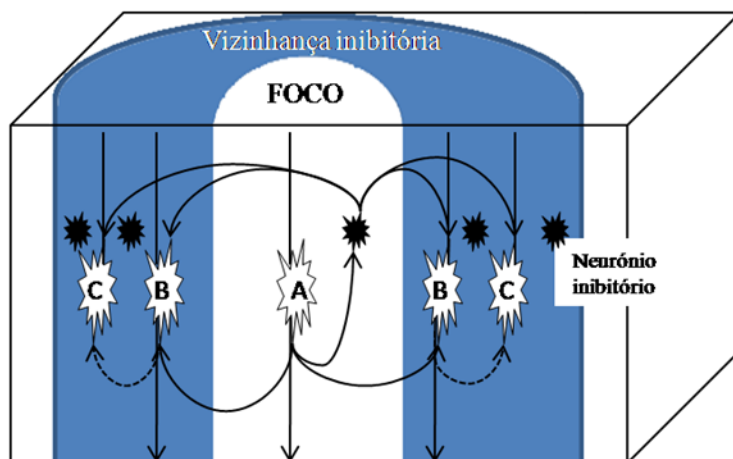 Vizinhança inibitória
FOCO
C B A B C
Neurónio
inibitório